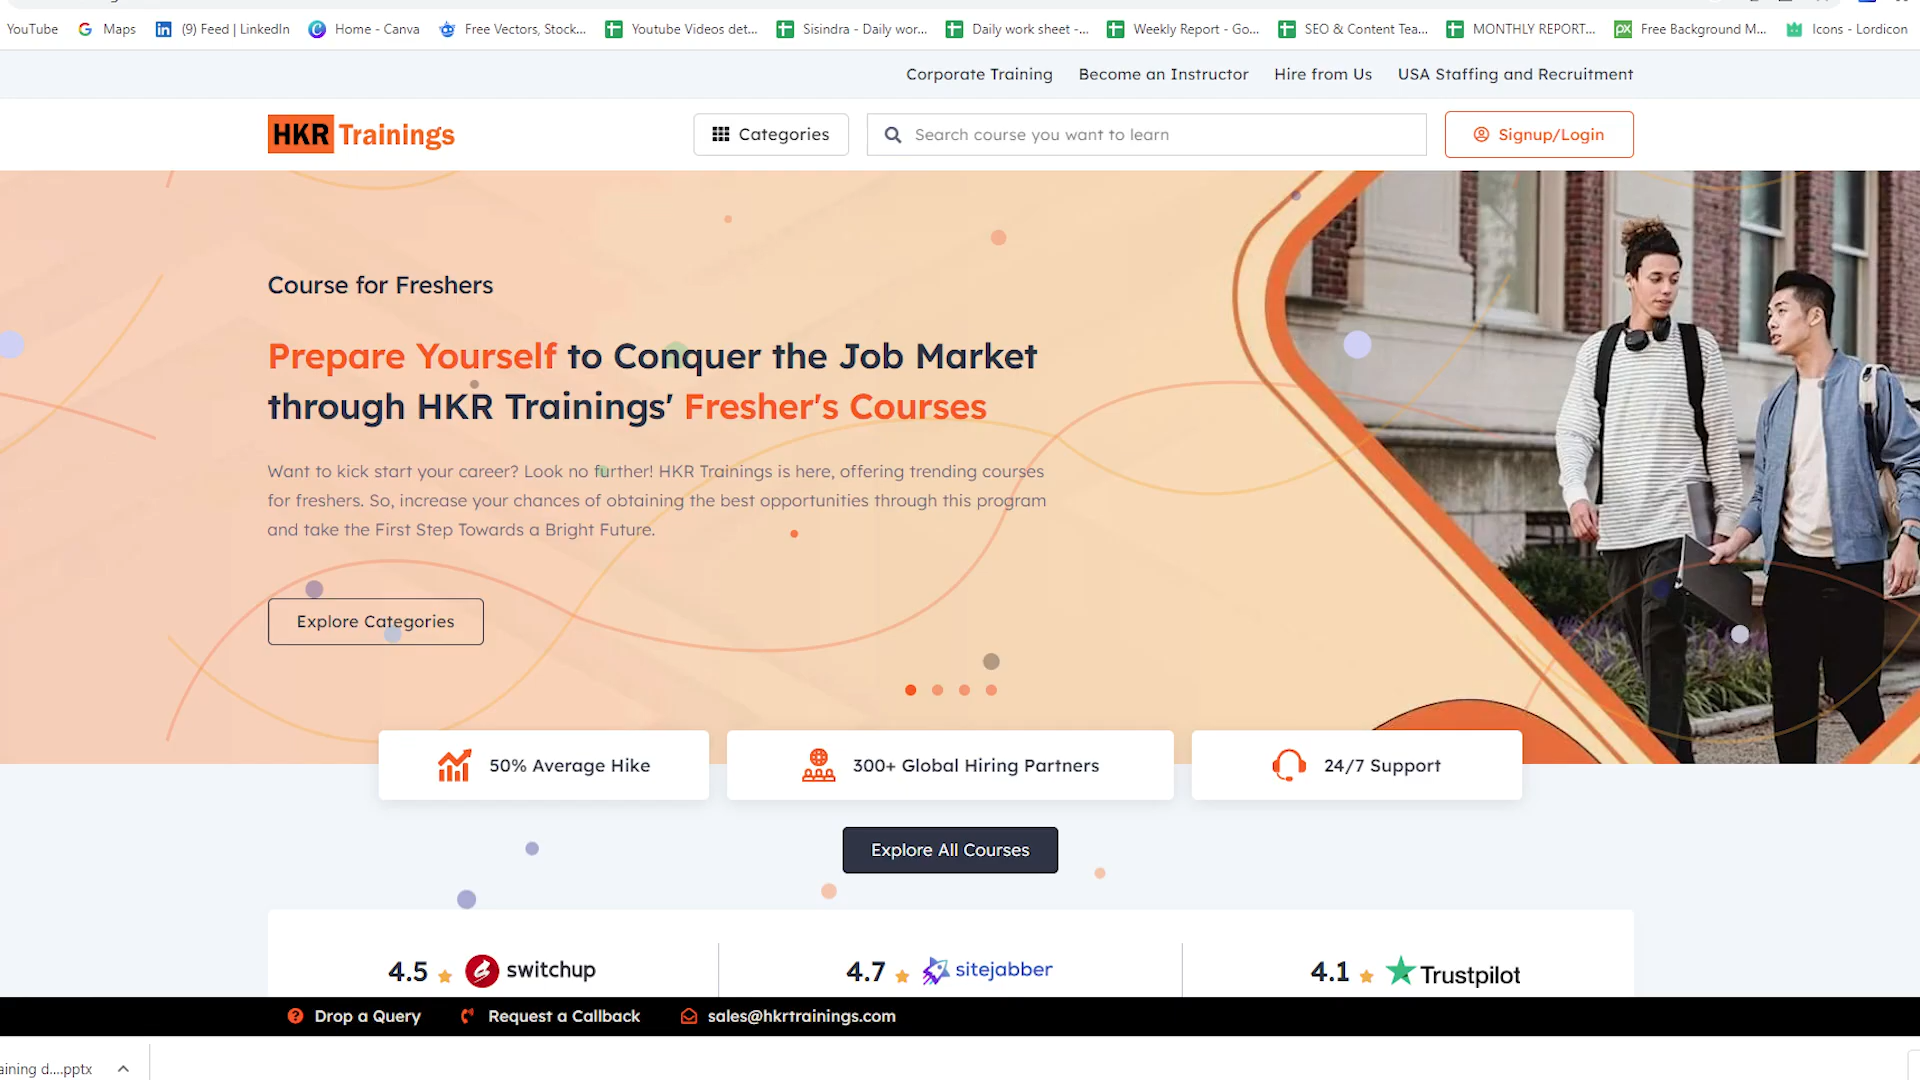 YouTube
Maps
(9) Feed | LinkedIn
Home - Canva
Free Vectors, Stock...
Youtube Videos det...
Sisindra - Daily wor...
Daily work sheet -...
Weekly Report - Go...
SEO & Content Tea...
MONTHLY REPORT...
Free Background M...
Icons - Lordicon
Corporate Training
Become an Instructor
Hire from Us
USA Staffing and Recruitment
HKR Trainings
Categories
Search course you want to learn
Signup/Login
Course for Freshers
Prepare Yourself to Conquer the Job Market
through HKR Trainings' Fresher's Courses
Want to kick start your career? Look no further! HKR Trainings is here, offering trending courses
for freshers. So, increase your chances of obtaining the best opportunities through this program
and take the First Step Towards a Bright Future.
Explore Categories
50% Average Hike
300+ Global Hiring Partners
24/7 Support
Explore All Courses
4.5 switchup
4.7 sitejabber
4.1 Trustpilot
Drop a Query
Request a Callback
sales@hkrtrainings.com
aining d....pptx